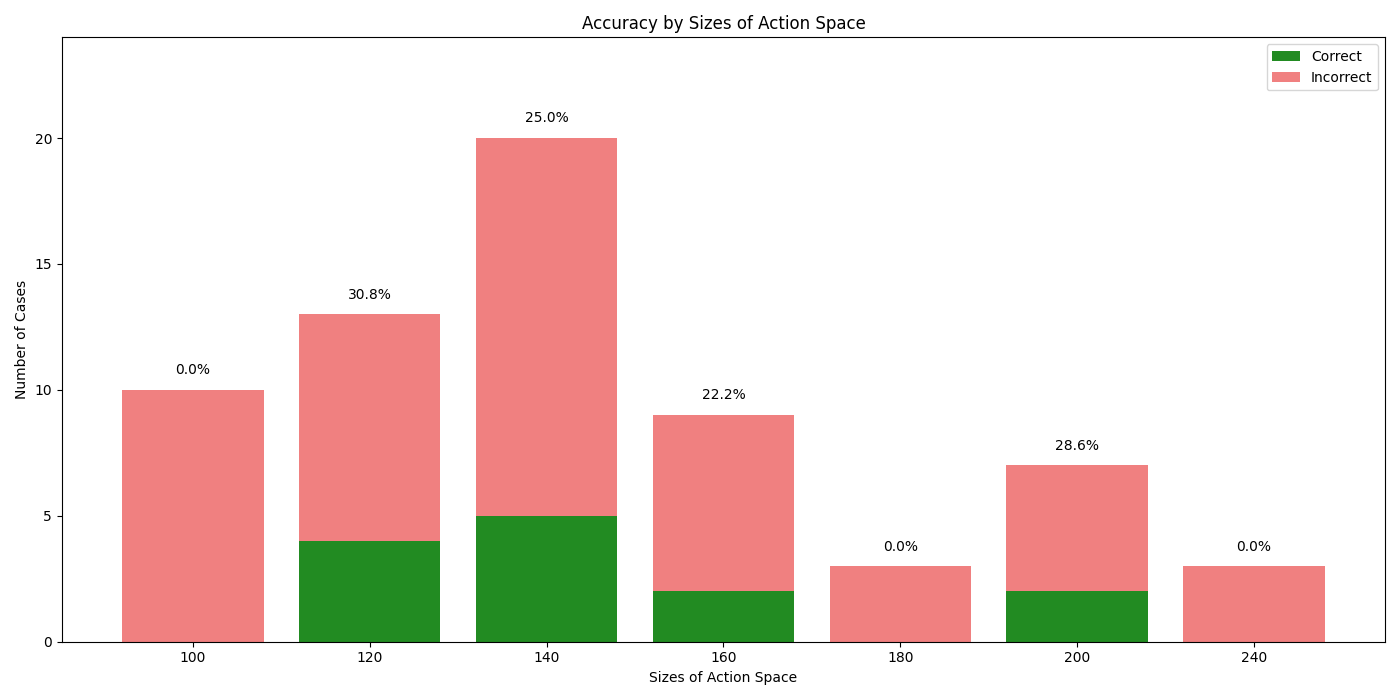 Accuracy by Sizes of Action Space
Correct
Incorrect
25.0%
30.8%
0.0%
22.2%
28.6%
0.0%
0.0%
20
15
10
5
0
Number of Cases
100 120 140 160 180 200 240
Sizes of Action Space